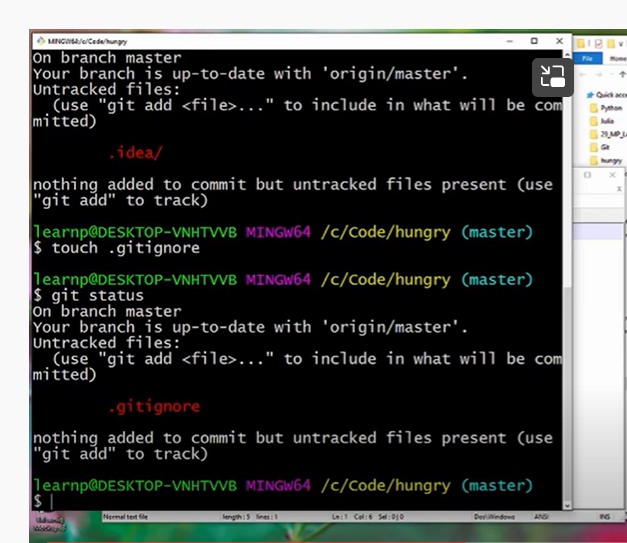 MINGW64:/c/Code/hungry
On branch master
Your branch is up-to-date with 'origin/master'.
Untracked files:
  (use "git add <file>..." to include in what will be com
mitted)
        .idea/
nothing added to commit but untracked files present (use
"git add" to track)
learnp@DESKTOP-VNHTVVB MINGW64 /c/Code/hungry (master)
$ touch .gitignore
learnp@DESKTOP-VNHTVVB MINGW64 /c/Code/hungry (master)
$ git status
On branch master
Your branch is up-to-date with 'origin/master'.
Untracked files:
  (use "git add <file>..." to include in what will be com
mitted)
        .gitignore
nothing added to commit but untracked files present (use
"git add" to track)
learnp@DESKTOP-VNHTVVB MINGW64 /c/Code/hungry (master)
$
File Home
Quick acce
Python
Julia
Git
hungry
Normal text file length : 5 lines : 1 Ln : 1 Col : 6 Sel : 0 | 0 Dos\Windows ANSI INS